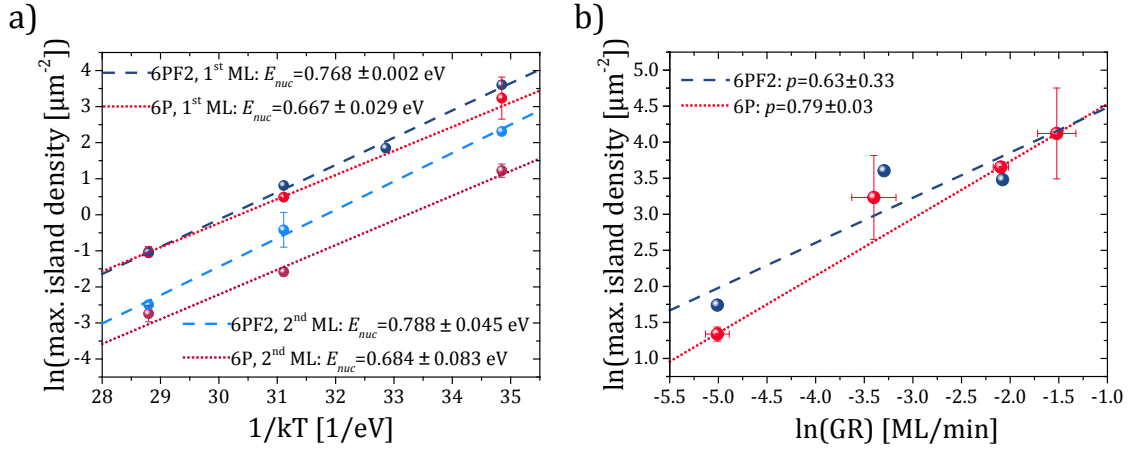 a)
ln(max. island density) [μm⁻²])
4
3
2
1
0
-1
-2
-3
-4
6PF2, 1st ML: Enuc=0.768 ± 0.002 eV
6P, 1st ML: Enuc=0.667 ± 0.029 eV
6PF2, 2nd ML: Enuc=0.788 ± 0.045 eV
6P, 2nd ML: Enuc=0.684 ± 0.083 eV
28 29 30 31 32 33 34 35
1/kT [1/eV]
b)
ln(max. island density [μm⁻²])
5.0
4.5
4.0
3.5
3.0
2.5
2.0
1.5
1.0
6PF2: p=0.63±0.33
6P: p=0.79±0.03
-5.5 -5.0 -4.5 -4.0 -3.5 -3.0 -2.5 -2.0 -1.5 -1.0
ln(GR) [ML/min]